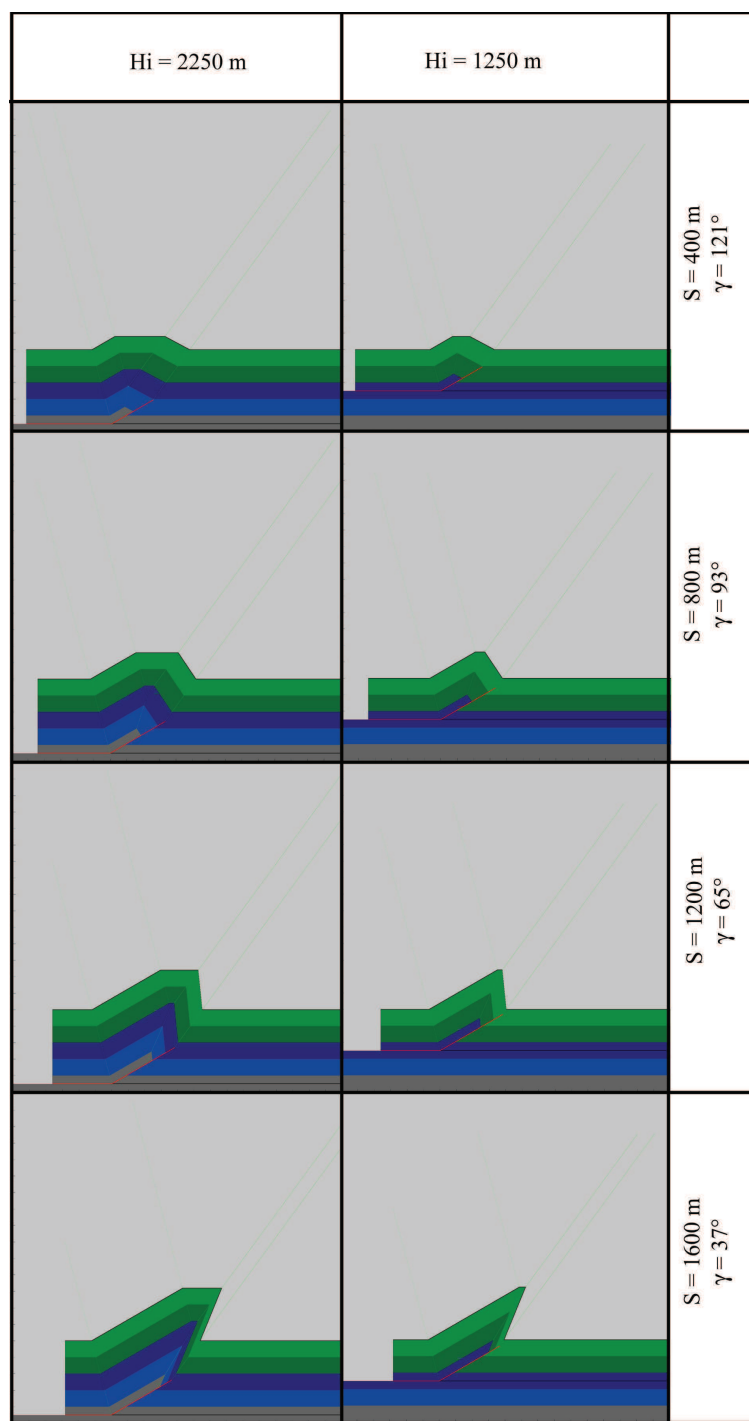 Hi = 2250 m
Hi = 1250 m
S = 400 m
γ = 121°
S = 800 m
γ = 93°
S = 1200 m
γ = 65°
S = 1600 m
γ = 37°